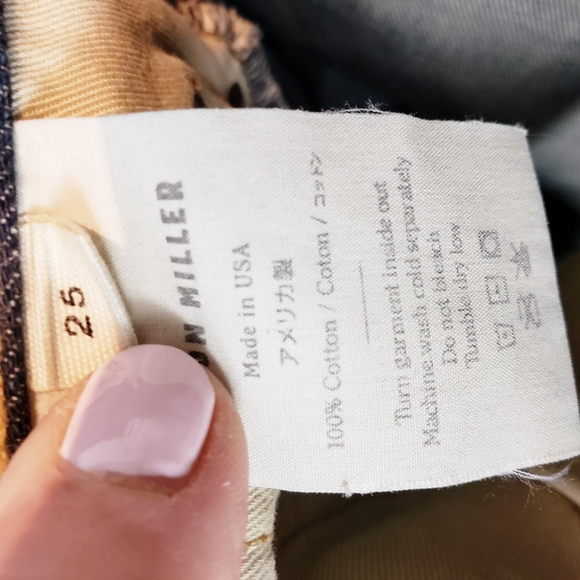 25
ON MILLER
Made in USA
アメリカ製
100% Cotton / Coton / コットン
Turn garment inside out
Machine wash cold separately
Do not bleach
Tumble dry low